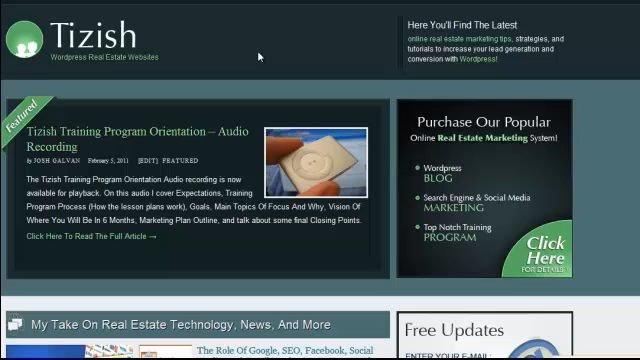 Tizish
Wordpress Real Estate Websites
Here You'll Find The Latest
online real estate marketing tips, strategies, and
tutorials to increase your lead generation and
conversion with Wordpress!
Featured
Tizish Training Program Orientation – Audio
Recording
by JOSH GALVAN February 5, 2011 [EDIT] FEATURED
The Tizish Training Program Orientation Audio recording is now
available for playback. On this audio I cover Expectations, Training
Program Process (How the lesson plans work), Goals, Main Topics Of Focus And Why, Vision Of
Where You Will Be In 6 Months, Marketing Plan Outline, and talk about some final Closing Points.
Click Here To Read The Full Article →
Purchase Our Popular
Online Real Estate Marketing System!
Wordpress
BLOG
Search Engine & Social Media
MARKETING
Top Notch Training
PROGRAM
Click
Here
FOR DETAILS
My Take On Real Estate Technology, News, And More
The Role Of Google, SEO, Facebook, Social
Free Updates
ENTER YOUR E-MAIL: